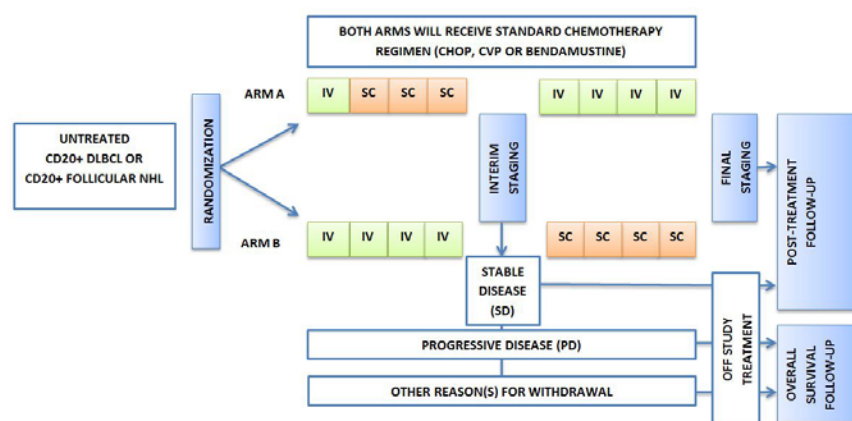 BOTH ARMS WILL RECEIVE STANDARD CHEMOTHERAPY
REGIMEN (CHOP, CVP OR BENDAMUSTINE)
ARM A
IV SC SC SC
IV IV IV IV
UNTREATED
CD20+ DLBCL OR
CD20+ FOLLICULAR NHL
RANDOMIZATION
INTERIM
STAGING
FINAL
STAGING
POST-TREATMENT
FOLLOW-UP
ARM B
IV IV IV IV
SC SC SC SC
STABLE
DISEASE
(SD)
PROGRESSIVE DISEASE (PD)
OTHER REASON(S) FOR WITHDRAWAL
OFF STUDY
TREATMENT
OVERALL
SURVIVAL
FOLLOW-UP